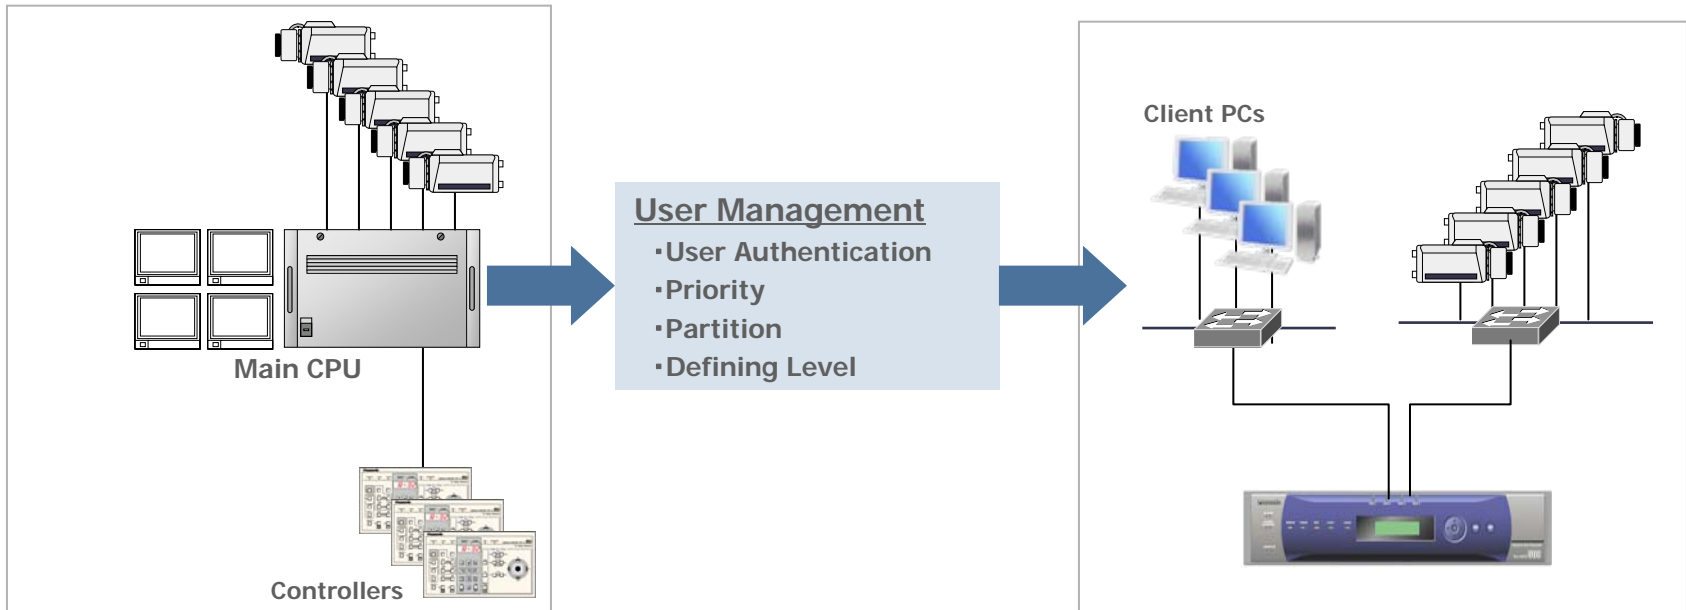 Client PCs
User Management
・User Authentication
・Priority
・Partition
・Defining Level
Main CPU
Controllers